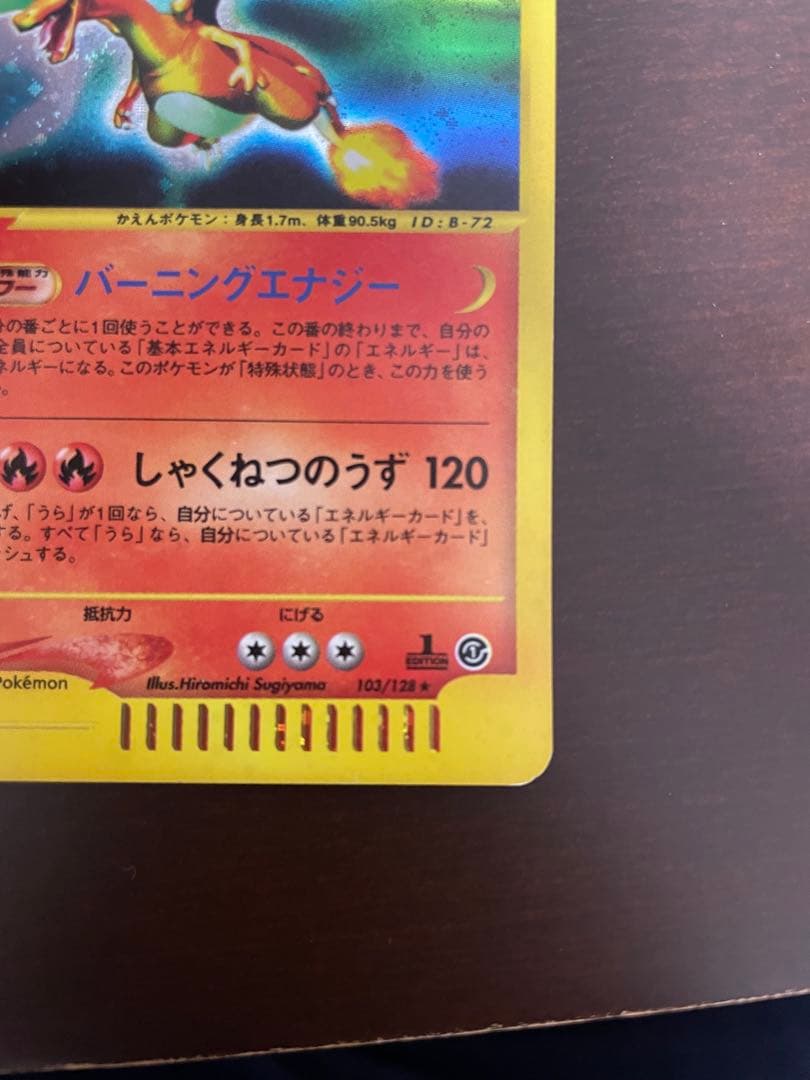 かえんポケモン：身長1.7m、体重90.5kg ID：B-72
殊能力
ワー バーニングエナジー
分の番ごとに1回使うことができる。この番の終わりまで、自分の
全員についている「基本エネルギーカード」の「エネルギー」は、
ネルギーになる。このポケモンが「特殊状態」のとき、この力を使う
。
しゃくねつのうず 120
げ、「うら」が1回なら、自分についている「エネルギーカード」を、
する。すべて「うら」なら、自分についている「エネルギーカード」
ッシュする。
抵抗力 にげる
1
EDITION
Pokémon Illus.Hiromichi Sugiyama 103/128 ★